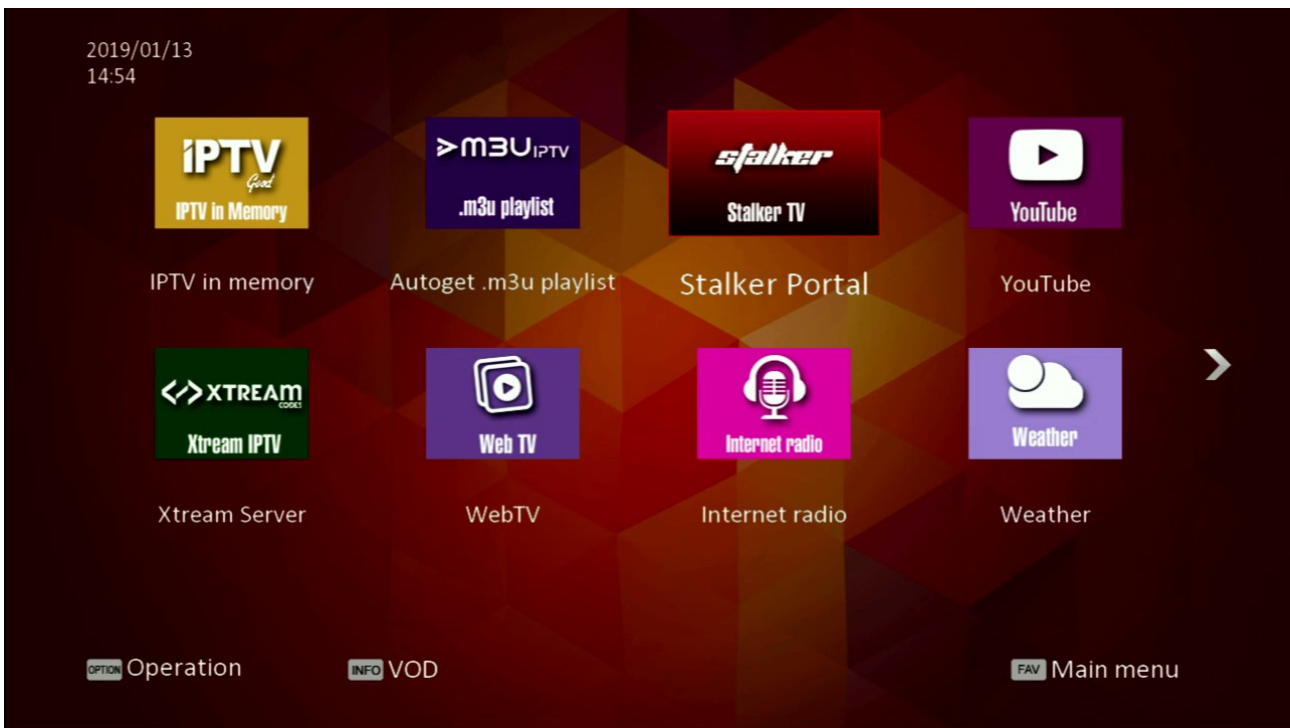 2019/01/13
14:54
iPTV
Good
IPTV in Memory
>m3U IPTV
.m3u playlist
stalker
Stalker TV
YouTube
IPTV in memory
Autoget .m3u playlist
Stalker Portal
YouTube
</> XTREAM
CODES
Xtream IPTV
Web TV
Internet radio
Weather
Xtream Server
WebTV
Internet radio
Weather
OPTION Operation
INFO VOD
FAV Main menu